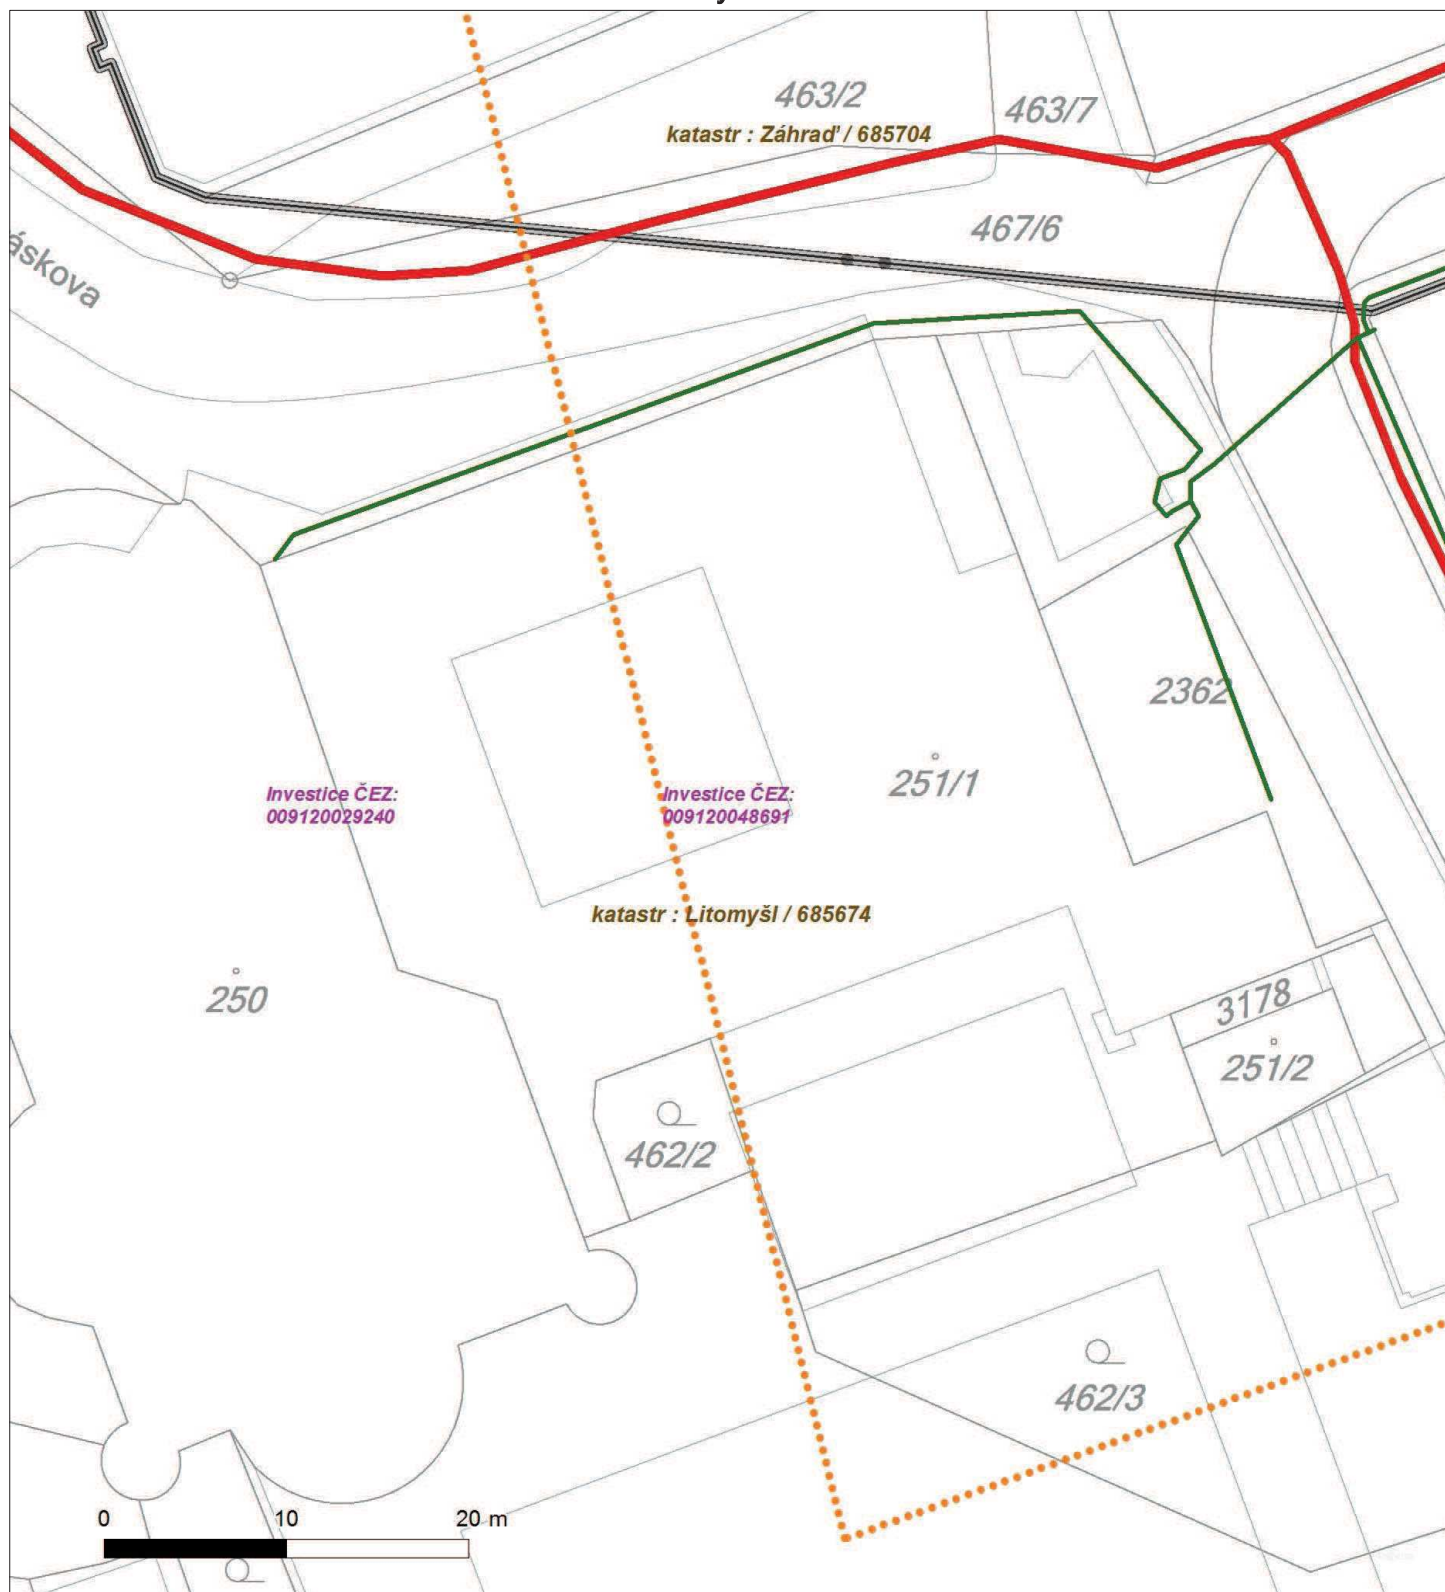 463/2
463/7
katastr : Záhraď / 685704
467/6
áskova
2362
251/1
Investice ČEZ:
009120029240
Investice ČEZ:
009120048691
katastr : Litomyšl / 685674
250
3178
251/2
462/2
462/3
0 10 20 m